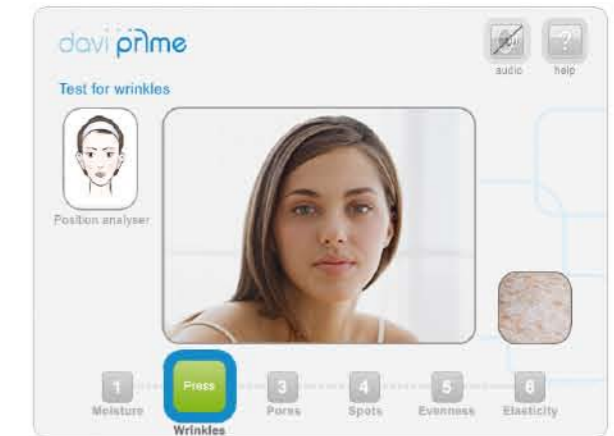 davi prime
audio
help
Test for wrinkles
Position analyser
1
Press
3
4
5
6
Moisture
Wrinkles
Pores
Spots
Evenness
Elasticity